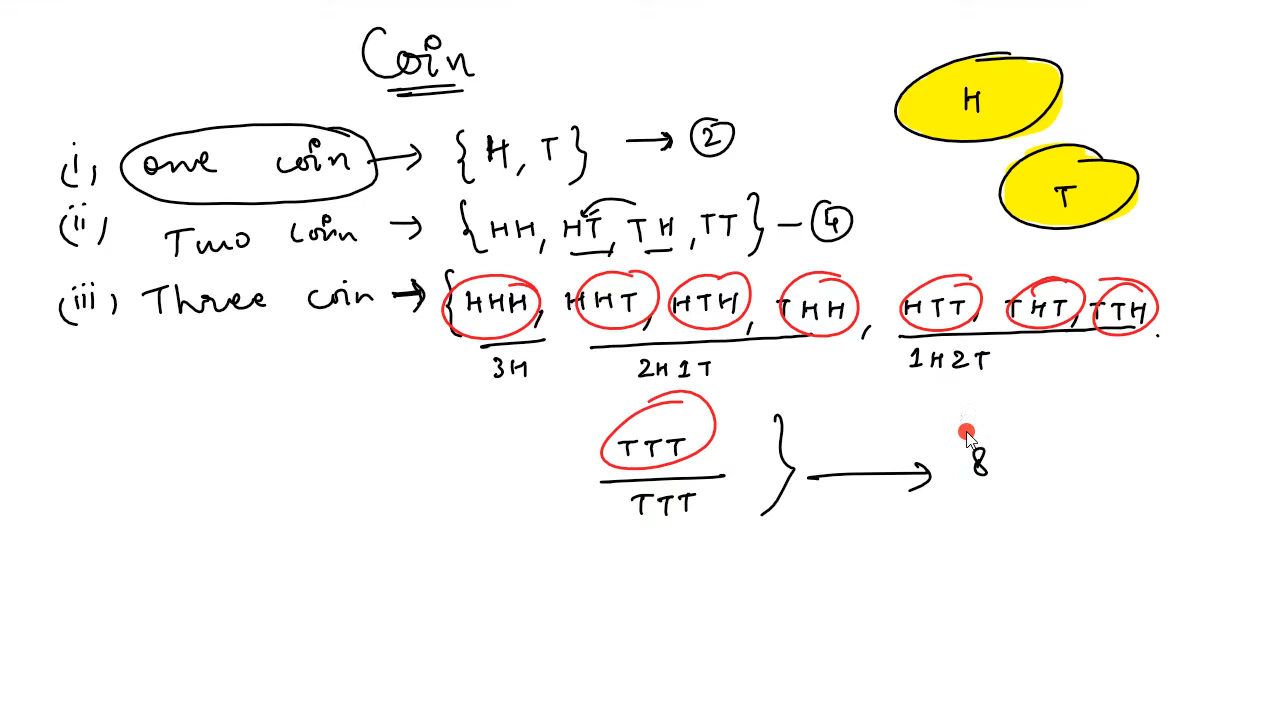 Coin
H
(i) one coin → {H, T} → 2
T
(ii) Two coin → {HH, HT, TH, TT} – 4
(iii) Three coin → {HHH, HHT, HTH, THH, HTT, THT, TTH.
3H 2H 1T 1H 2T
TTT } → 8
TTT